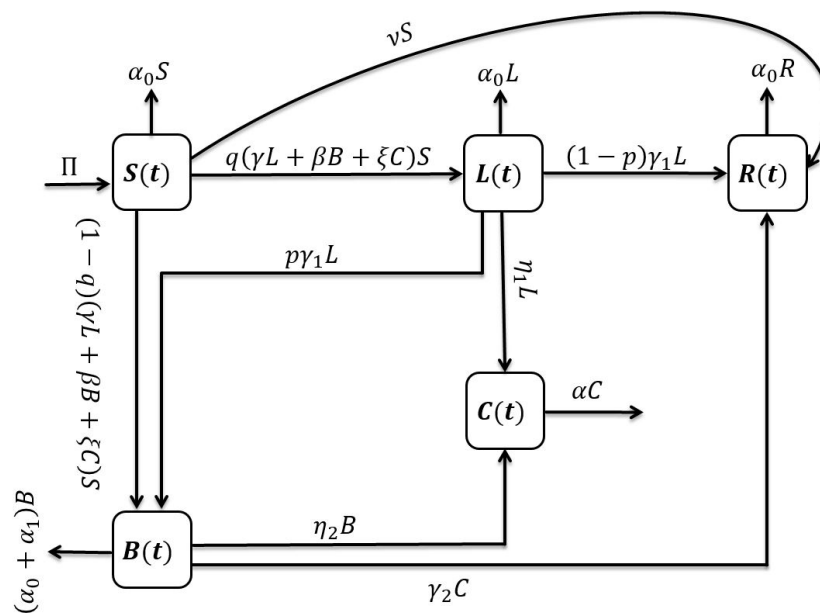 νS
α₀S
α₀L
α₀R
Π
S(t)
q(γL + βB + ξC)S
L(t)
(1 − p)γ₁L
R(t)
(1 − q)(γL + βB + ξC)S
pγ₁L
η₁L
C(t)
αC
(α₀ + α₁)B
B(t)
η₂B
γ₂C